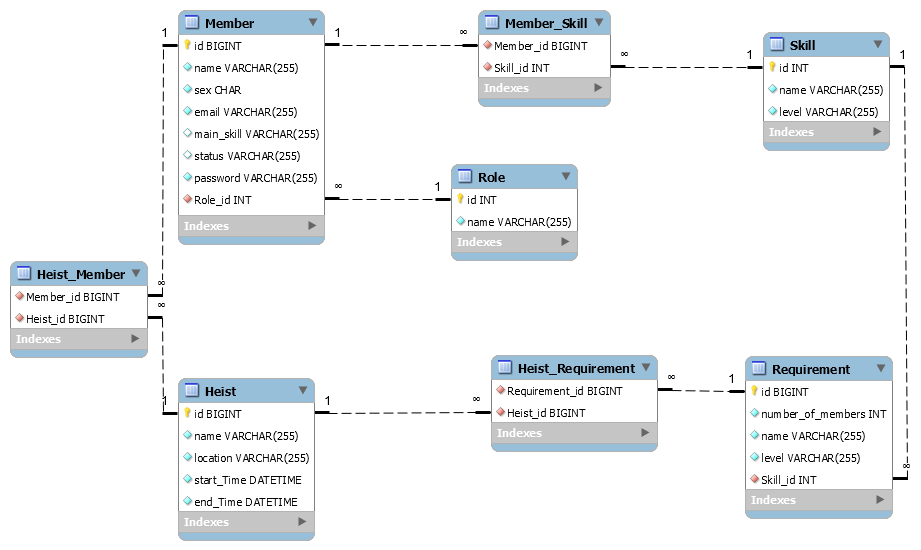 Member
id BIGINT
name VARCHAR(255)
sex CHAR
email VARCHAR(255)
main_skill VARCHAR(255)
status VARCHAR(255)
password VARCHAR(255)
Role_id INT
Indexes
1
1
∞
∞
Member_Skill
Member_id BIGINT
Skill_id INT
Indexes
∞
1
Skill
id INT
name VARCHAR(255)
level VARCHAR(255)
Indexes
1
1
Role
id INT
name VARCHAR(255)
Indexes
Heist_Member
Member_id BIGINT
Heist_id BIGINT
Indexes
∞
∞
1
Heist
id BIGINT
name VARCHAR(255)
location VARCHAR(255)
start_Time DATETIME
end_Time DATETIME
Indexes
1
∞
Heist_Requirement
Requirement_id BIGINT
Heist_id BIGINT
Indexes
∞
1
Requirement
id BIGINT
number_of_members INT
name VARCHAR(255)
level VARCHAR(255)
Skill_id INT
Indexes
∞